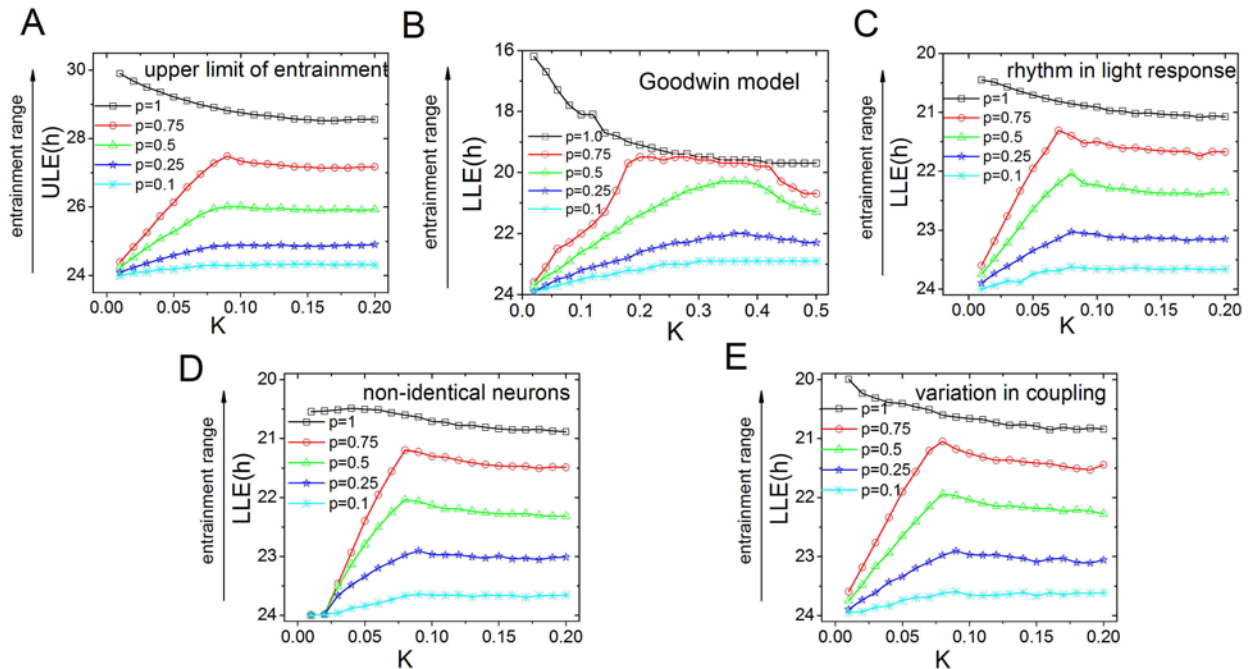 A
upper limit of entrainment
entrainment range
ULE(h)
30
28
26
24
p=1
p=0.75
p=0.5
p=0.25
p=0.1
0.00 0.05 0.10 0.15 0.20
K
B
Goodwin model
entrainment range
LLE(h)
16
18
20
22
24
p=1.0
p=0.75
p=0.5
p=0.25
p=0.1
0.0 0.1 0.2 0.3 0.4 0.5
K
C
rhythm in light response
entrainment range
LLE(h)
20
21
22
23
24
p=1
p=0.75
p=0.5
p=0.25
p=0.1
0.00 0.05 0.10 0.15 0.20
K
D
non-identical neurons
entrainment range
LLE(h)
20
21
22
23
24
p=1
p=0.75
p=0.5
p=0.25
p=0.1
0.00 0.05 0.10 0.15 0.20
K
E
variation in coupling
entrainment range
LLE(h)
20
21
22
23
24
p=1
p=0.75
p=0.5
p=0.25
p=0.1
0.00 0.05 0.10 0.15 0.20
K